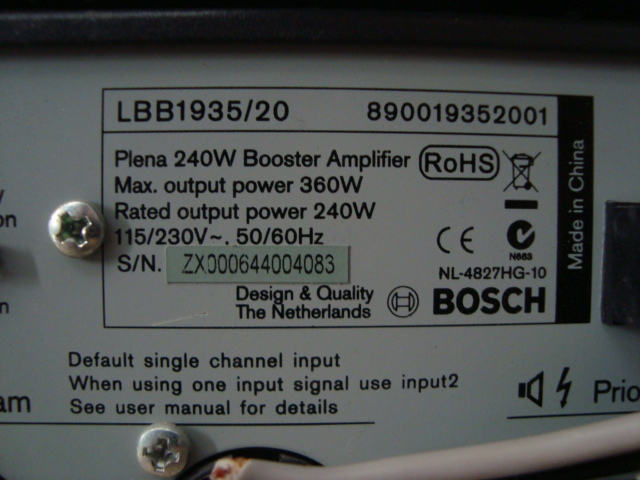 LBB1935/20 890019352001
Plena 240W Booster Amplifier RoHS
Max. output power 360W
Rated output power 240W
115/230V~, 50/60Hz
S/N. ZX000644004083
CE N663
NL-4827HG-10
Design & Quality
The Netherlands
BOSCH
Made in China
Default single channel input
When using one input signal use input2
See user manual for details